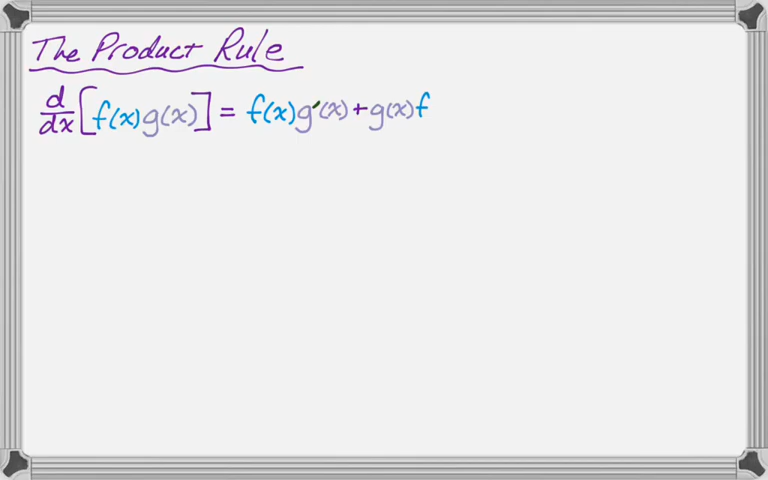 The Product Rule
d/dx [f(x)g(x)] = f(x)g'(x)+g(x)f